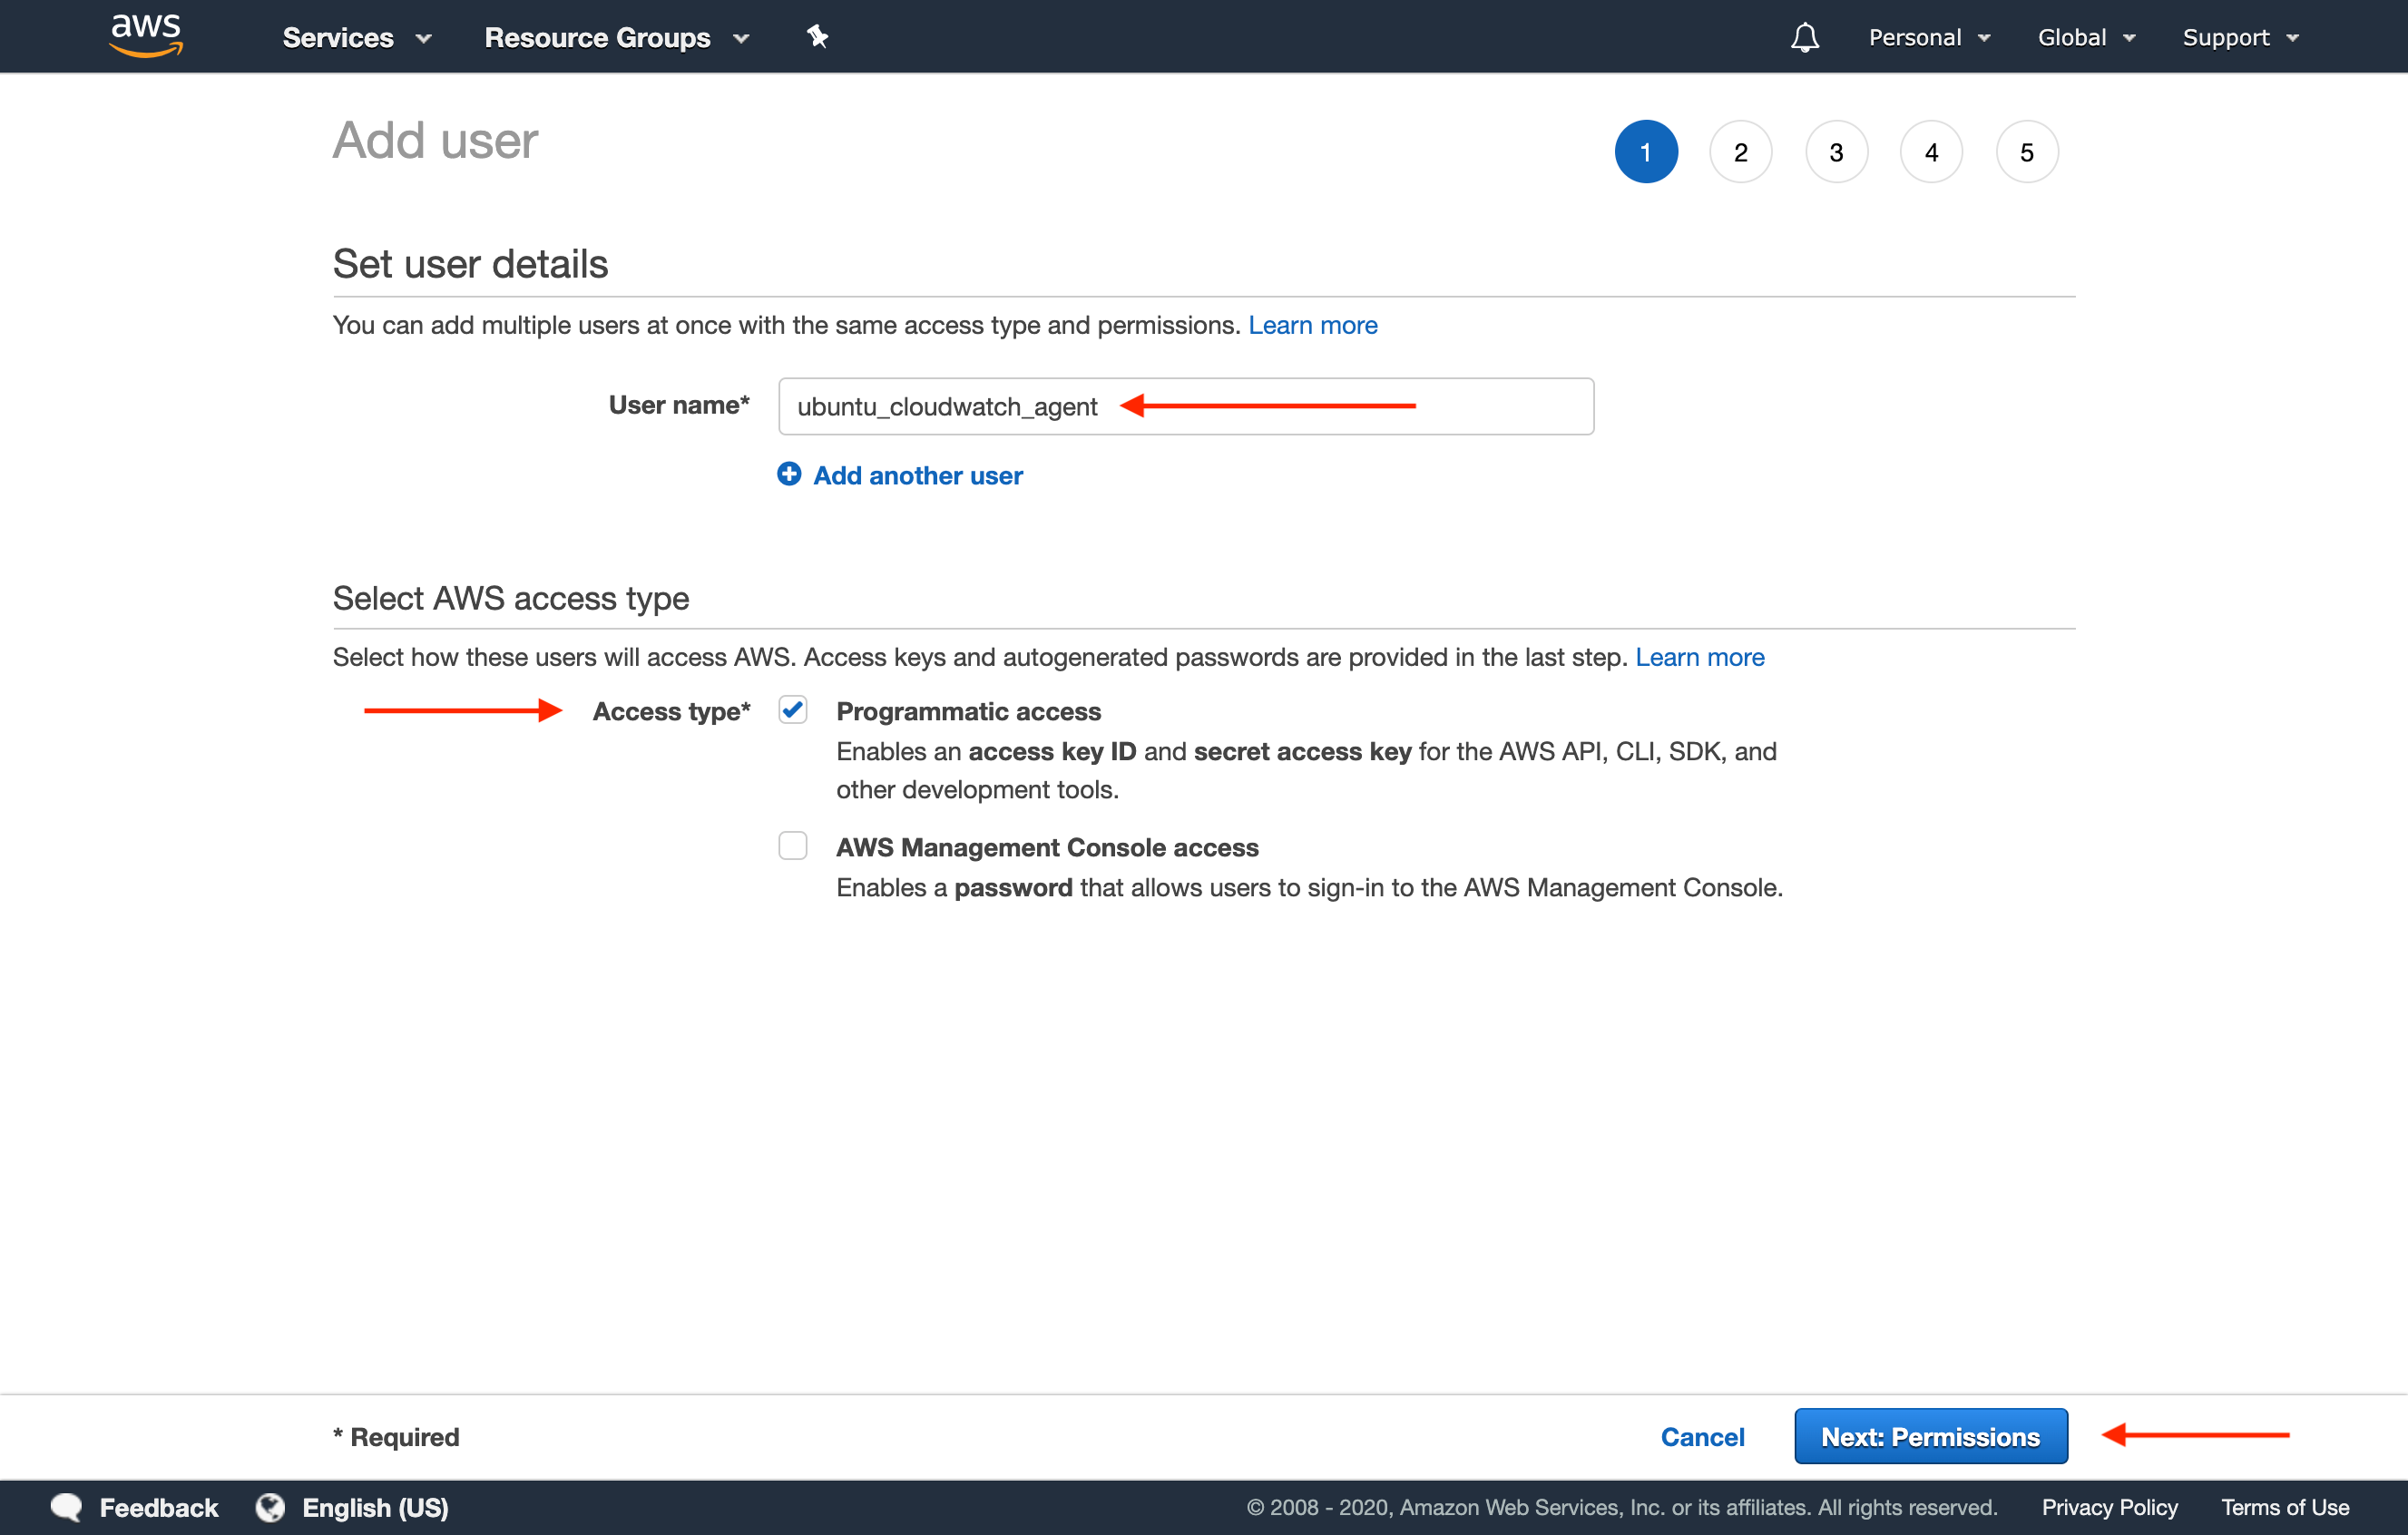 aws Services Resource Groups Personal Global Support
Add user
1 2 3 4 5
Set user details
You can add multiple users at once with the same access type and permissions. Learn more
User name* ubuntu_cloudwatch_agent
Add another user
Select AWS access type
Select how these users will access AWS. Access keys and autogenerated passwords are provided in the last step. Learn more
Access type* Programmatic access
Enables an access key ID and secret access key for the AWS API, CLI, SDK, and
other development tools.
AWS Management Console access
Enables a password that allows users to sign-in to the AWS Management Console.
* Required Cancel Next: Permissions
Feedback English (US) © 2008 - 2020, Amazon Web Services, Inc. or its affiliates. All rights reserved. Privacy Policy Terms of Use